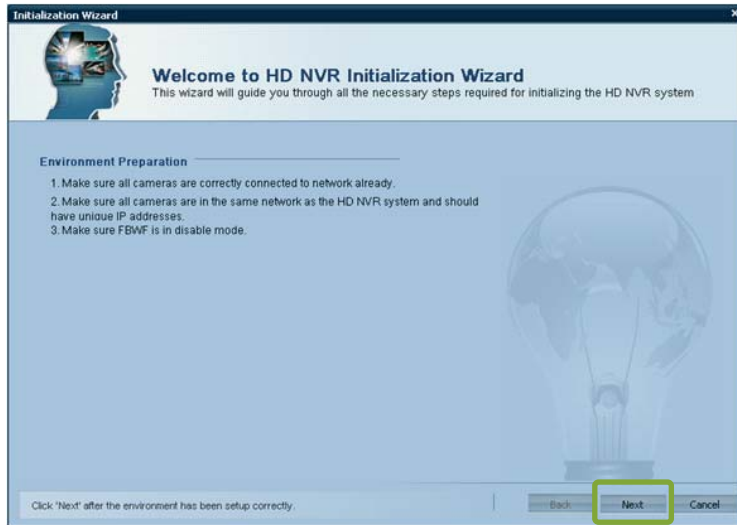 Initialization Wizard
Welcome to HD NVR Initialization Wizard
This wizard will guide you through all the necessary steps required for initializing the HD NVR system
Environment Preparation
1. Make sure all cameras are correctly connected to network already.
2. Make sure all cameras are in the same network as the HD NVR system and should
have unique IP addresses.
3. Make sure FBWF is in disable mode.
Click 'Next' after the environment has been setup correctly.
Back Next Cancel